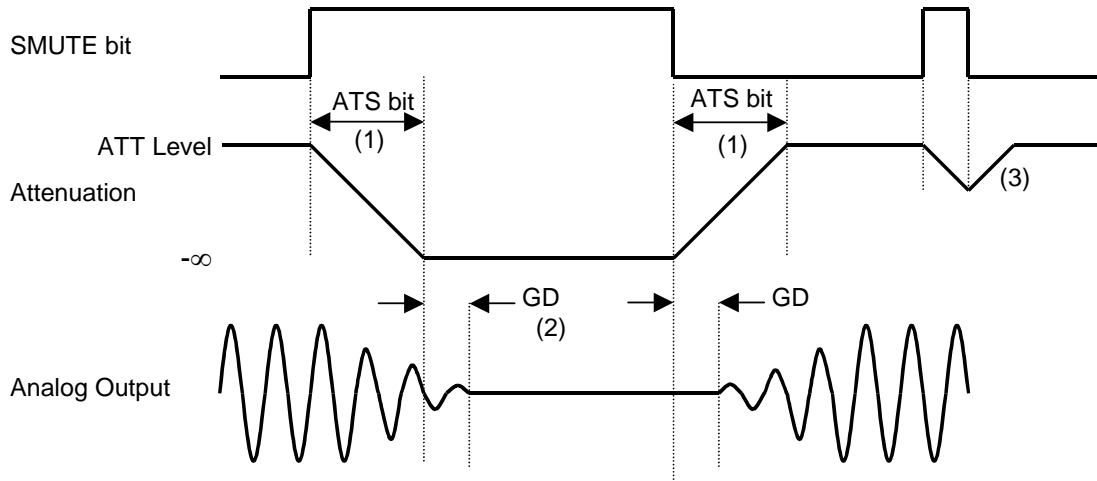 SMUTE bit
ATS bit
(1)
ATS bit
(1)
ATT Level
Attenuation
(3)
-∞
GD
(2)
GD
Analog Output